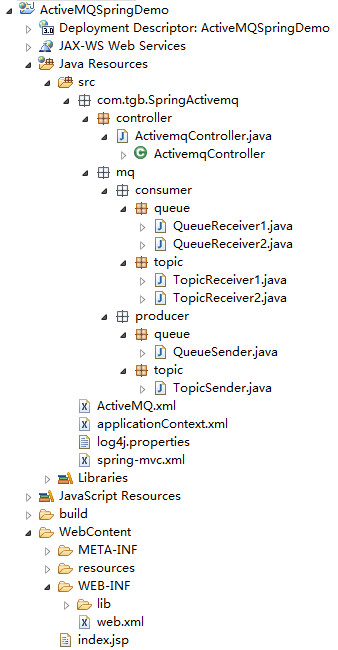 ActiveMQSpringDemo
Deployment Descriptor: ActiveMQSpringDemo
JAX-WS Web Services
Java Resources
src
com.tgb.SpringActivemq
controller
ActivemqController.java
ActivemqController
mq
consumer
queue
QueueReceiver1.java
QueueReceiver2.java
topic
TopicReceiver1.java
TopicReceiver2.java
producer
queue
QueueSender.java
topic
TopicSender.java
ActiveMQ.xml
applicationContext.xml
log4j.properties
spring-mvc.xml
Libraries
JavaScript Resources
build
WebContent
META-INF
resources
WEB-INF
lib
web.xml
index.jsp